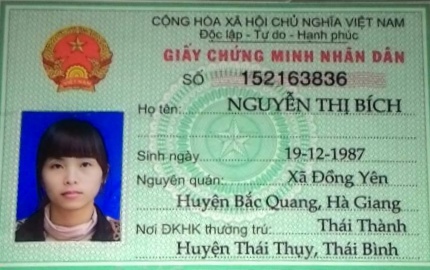 CỘNG HÒA XÃ HỘI CHỦ NGHĨA VIỆT NAM
Độc lập - Tự do - Hạnh phúc
GIẤY CHỨNG MINH NHÂN DÂN
SỐ 152163836
Họ tên: NGUYỄN THỊ BÍCH
Sinh ngày 19-12-1987
Nguyên quán: Xã Đồng Yên
Huyện Bắc Quang, Hà Giang
Nơi ĐKHK thường trú: Thái Thành
Huyện Thái Thụy, Thái Bình